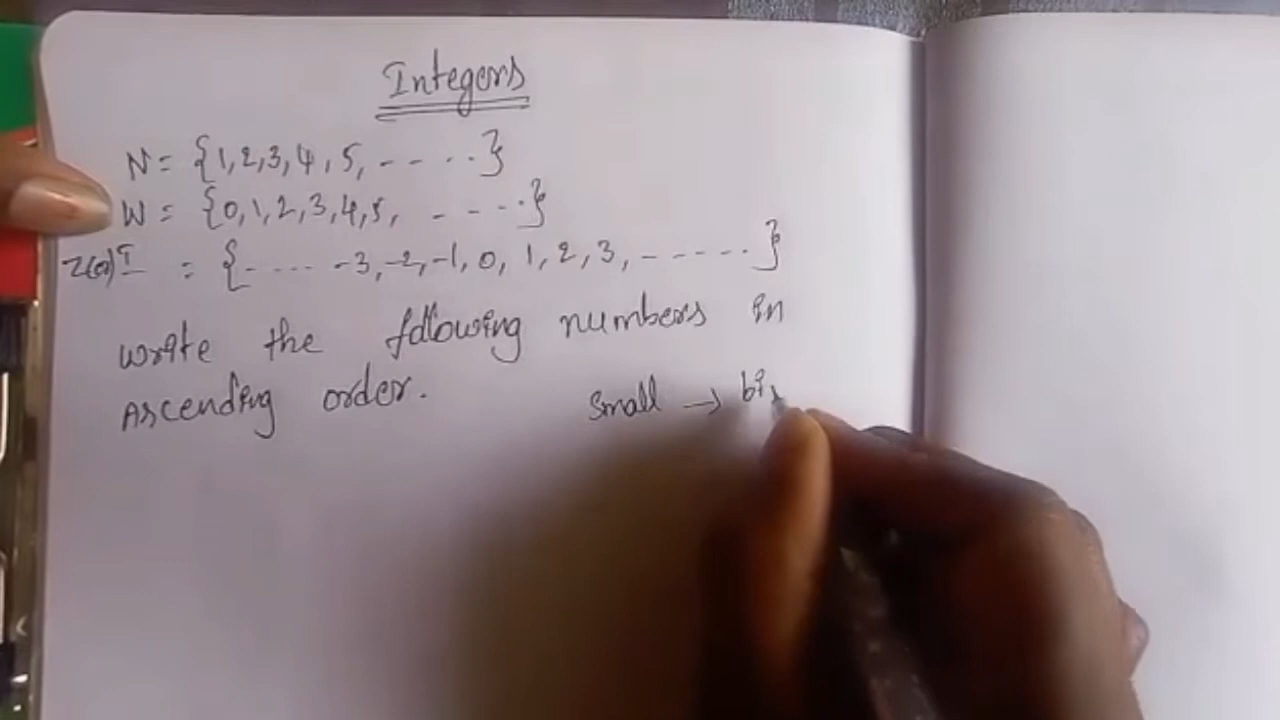 Integers
N = {1,2,3,4,5, - - - . .}
W = {0,1,2,3,4,5, - - - - .}
Z(or) I = {- . . . . -3,-2,-1, 0, 1, 2, 3, - - - - - .}
write the following numbers in
Ascending order. Small → big